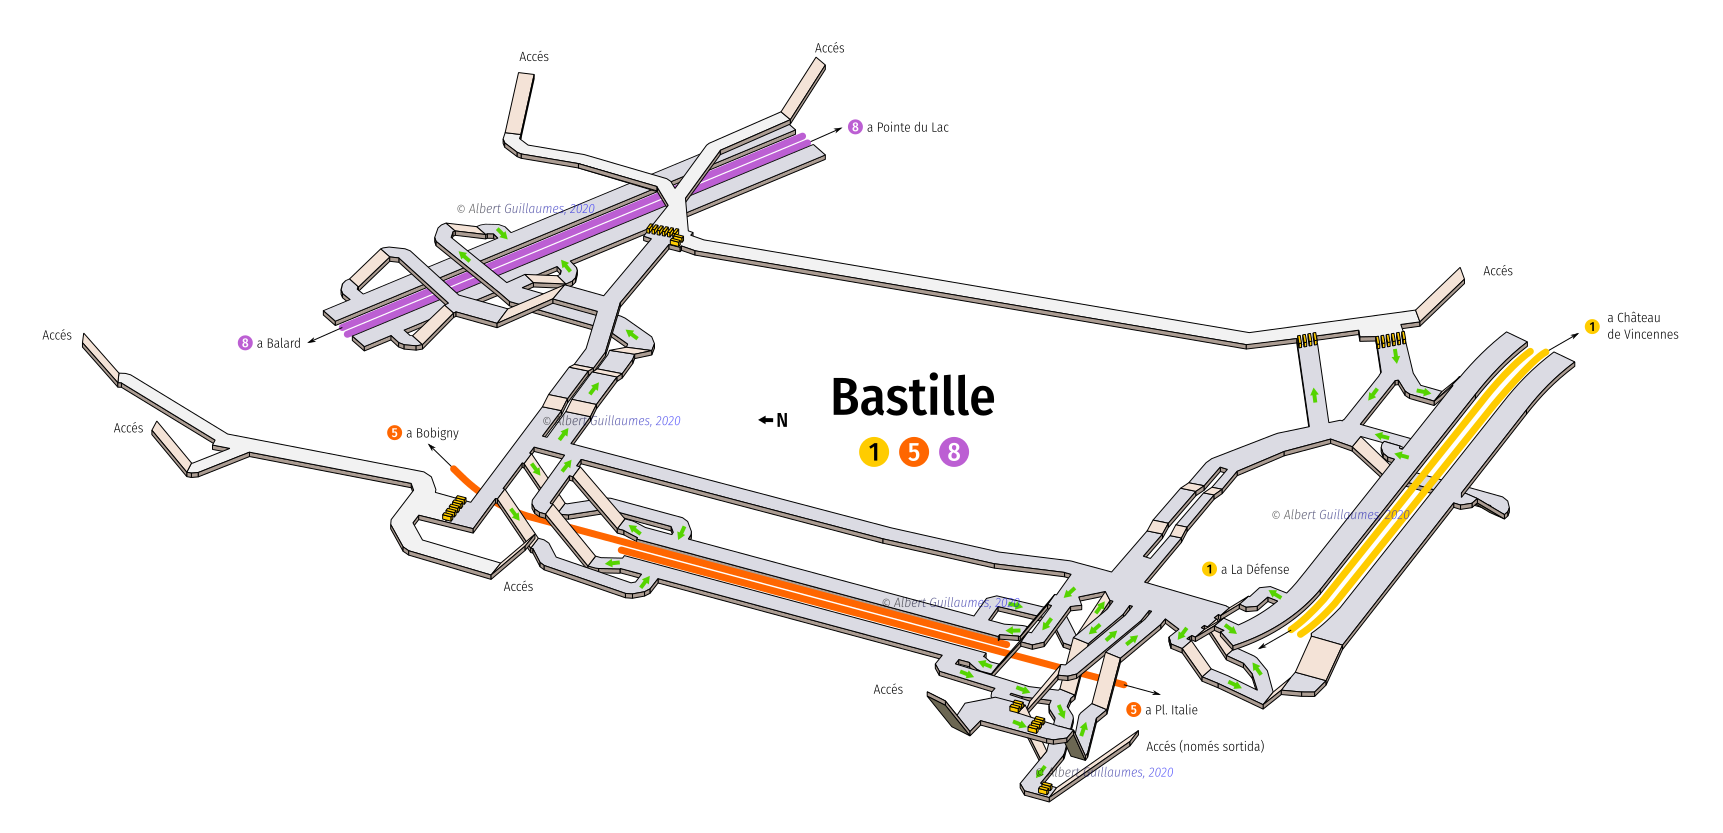 Accés
Accés
8 a Pointe du Lac
© Albert Guillaumes, 2020
Accés
1 a Château
de Vincennes
Accés
8 a Balard
Bastille
1 5 8
N
Accés
5 a Bobigny
© Albert Guillaumes, 2020
© Albert Guillaumes, 2020
1 a La Défense
Accés
© Albert Guillaumes, 2020
Accés
5 a Pl. Italie
Accés (només sortida)
© Albert Guillaumes, 2020